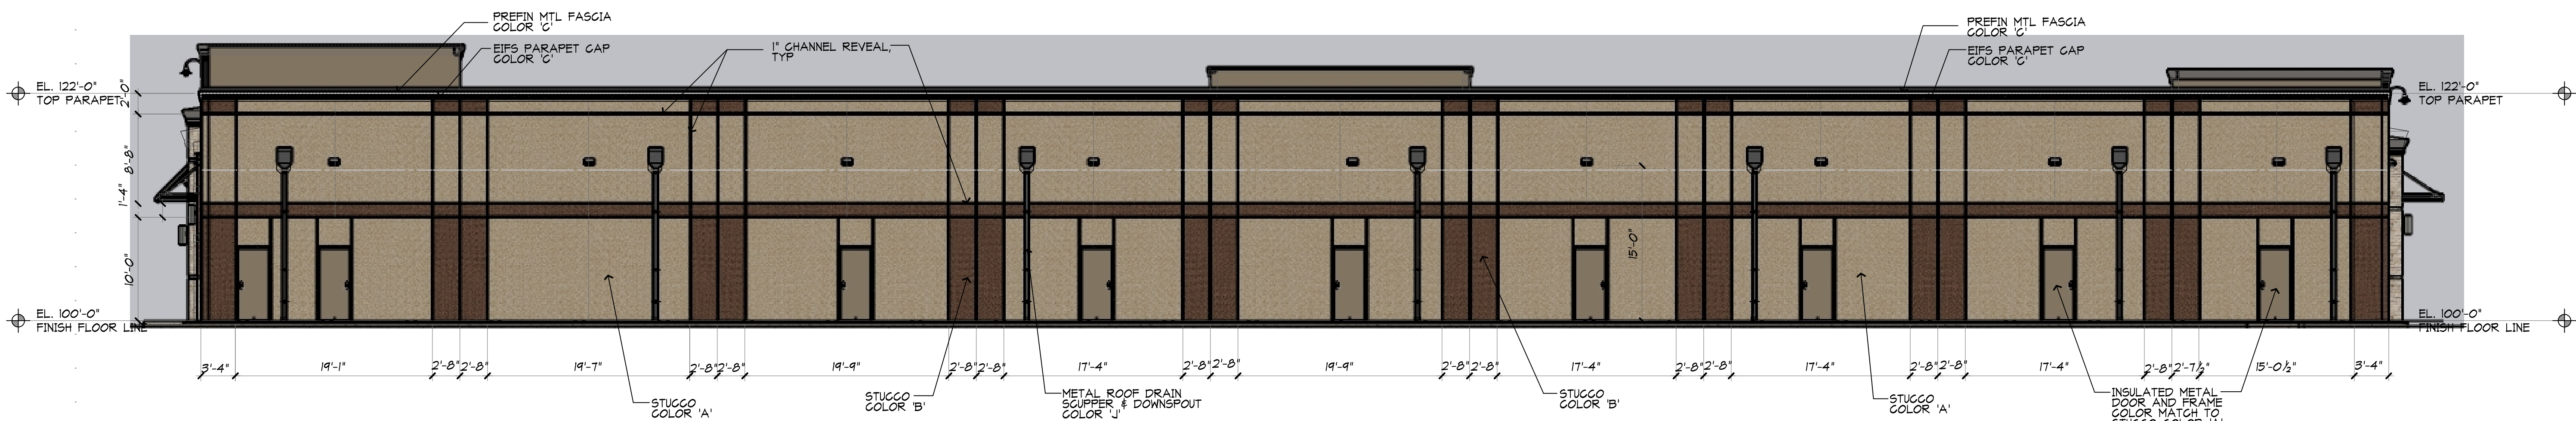 PREFIN MTL FASCIA
COLOR 'C'
EIFS PARAPET CAP
COLOR 'C'
1" CHANNEL REVEAL,
TYP
PREFIN MTL FASCIA
COLOR 'C'
EIFS PARAPET CAP
COLOR 'C'
EL. 122'-0"
TOP PARAPET
2'-0"
EL. 122'-0"
TOP PARAPET
8'-8"
1'-4"
10'-0"
15'-0"
EL. 100'-0"
FINISH FLOOR LINE
EL. 100'-0"
FINISH FLOOR LINE
3'-4" 19'-1" 2'-8" 2'-8" 19'-7" 2'-8" 2'-8" 19'-9" 2'-8" 2'-8" 17'-4" 2'-8" 2'-8" 19'-9" 2'-8" 2'-8" 17'-4" 2'-8" 2'-8" 17'-4" 2'-8" 2'-8" 17'-4" 2'-8" 2'-7½" 15'-0½" 3'-4"
STUCCO
COLOR 'A'
STUCCO
COLOR 'B'
METAL ROOF DRAIN
SCUPPER & DOWNSPOUT
COLOR 'J'
STUCCO
COLOR 'B'
STUCCO
COLOR 'A'
INSULATED METAL
DOOR AND FRAME
COLOR MATCH TO